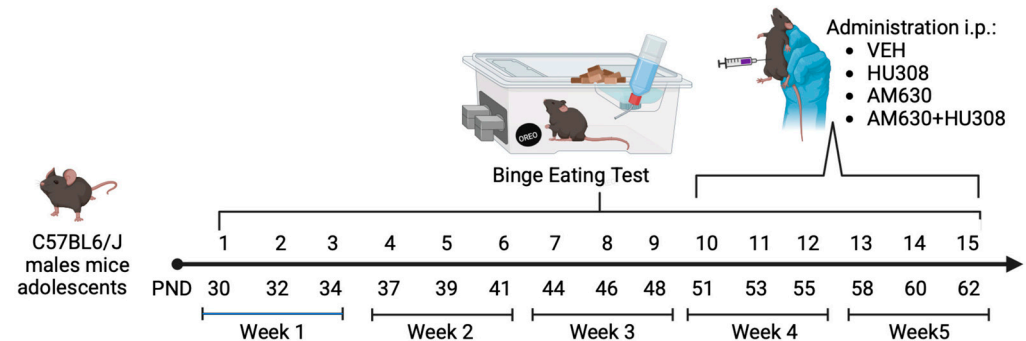 Administration i.p.:
• VEH
• HU308
• AM630
• AM630+HU308
OREO
Binge Eating Test
C57BL6/J
males mice
adolescents
1 2 3 4 5 6 7 8 9 10 11 12 13 14 15
PND 30 32 34 37 39 41 44 46 48 51 53 55 58 60 62
Week 1 Week 2 Week 3 Week 4 Week5